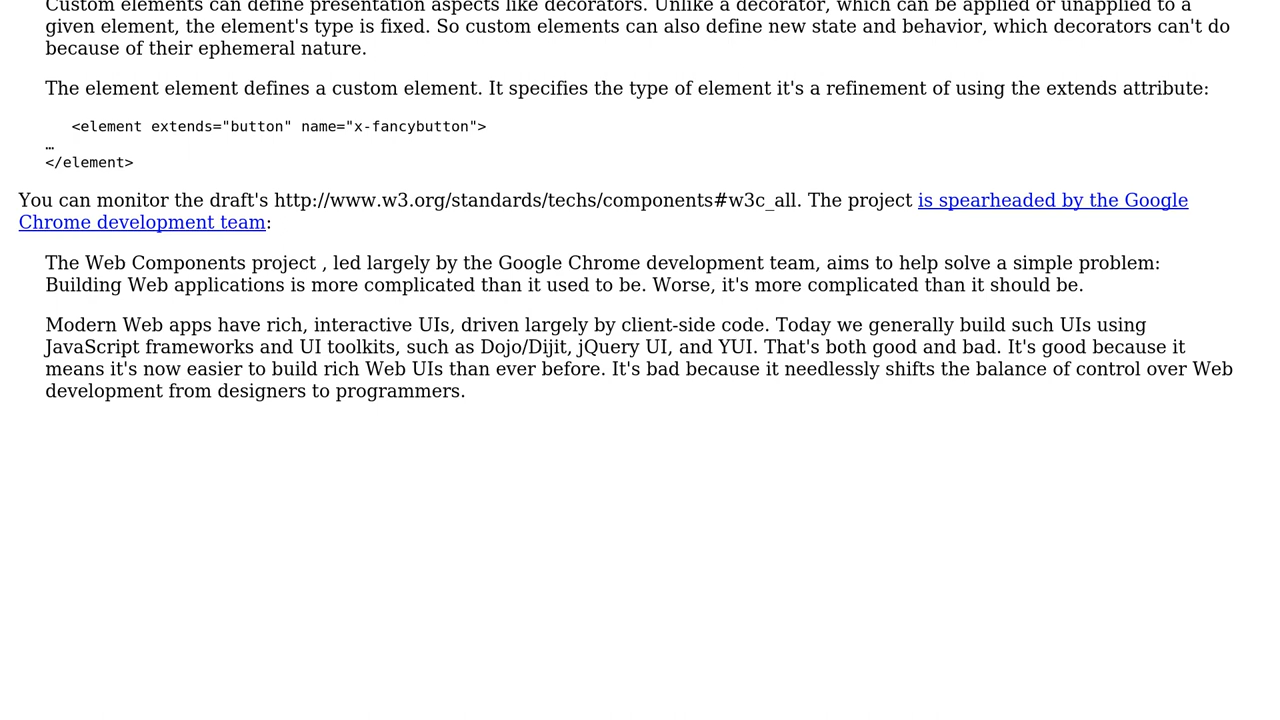 Custom elements can define presentation aspects like decorators. Unlike a decorator, which can be applied or unapplied to a
given element, the element's type is fixed. So custom elements can also define new state and behavior, which decorators can't do
because of their ephemeral nature.
The element element defines a custom element. It specifies the type of element it's a refinement of using the extends attribute:
<element extends="button" name="x-fancybutton">
…
</element>
You can monitor the draft's http://www.w3.org/standards/techs/components#w3c_all. The project is spearheaded by the Google
Chrome development team:
The Web Components project , led largely by the Google Chrome development team, aims to help solve a simple problem:
Building Web applications is more complicated than it used to be. Worse, it's more complicated than it should be.
Modern Web apps have rich, interactive UIs, driven largely by client-side code. Today we generally build such UIs using
JavaScript frameworks and UI toolkits, such as Dojo/Dijit, jQuery UI, and YUI. That's both good and bad. It's good because it
means it's now easier to build rich Web UIs than ever before. It's bad because it needlessly shifts the balance of control over Web
development from designers to programmers.